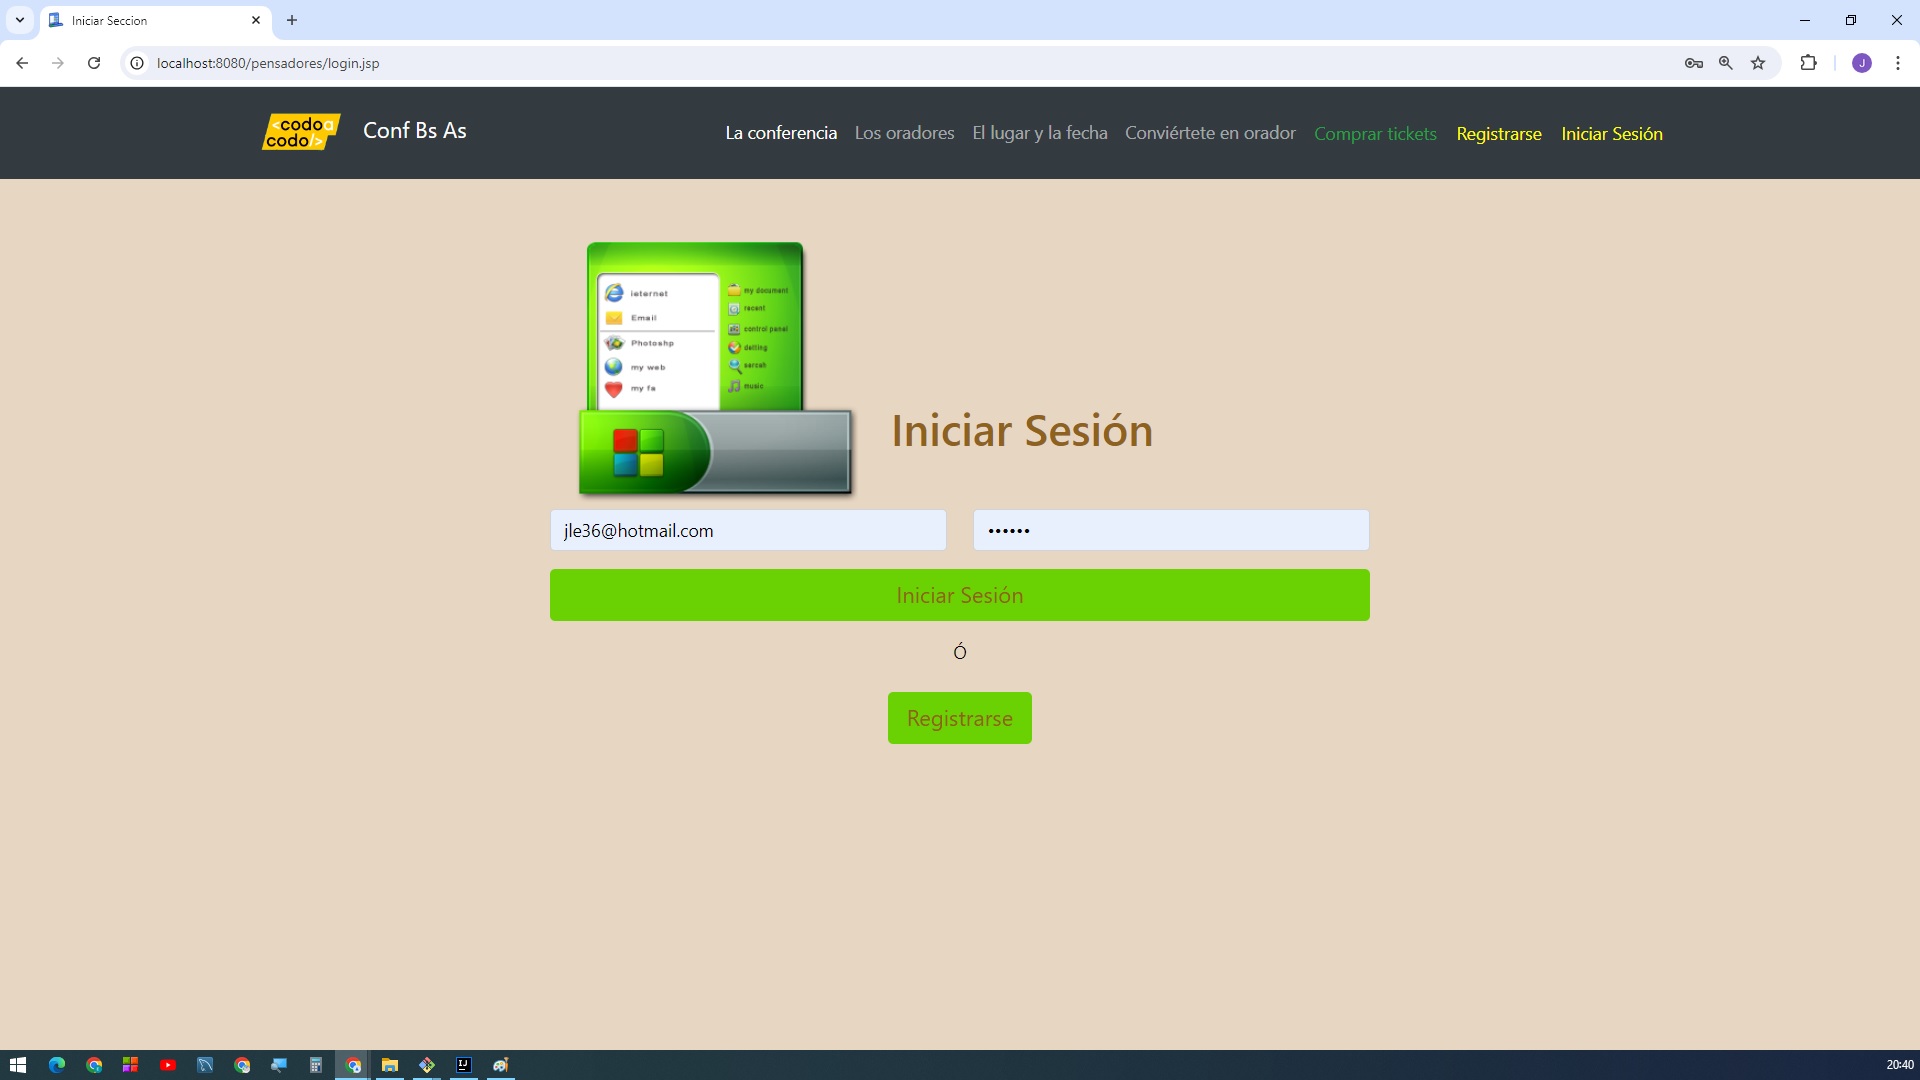 Iniciar Seccion
localhost:8080/pensadores/login.jsp
J
<codoa
codo/>
Conf Bs As
La conferencia
Los oradores
El lugar y la fecha
Conviértete en orador
Comprar tickets
Registrarse
Iniciar Sesión
ieternet
Email
Photoshp
my web
my fa
my document
recent
control panel
detting
serceh
music
Iniciar Sesión
jle36@hotmail.com
••••••
Iniciar Sesión
Ó
Registrarse
IJ
20:40